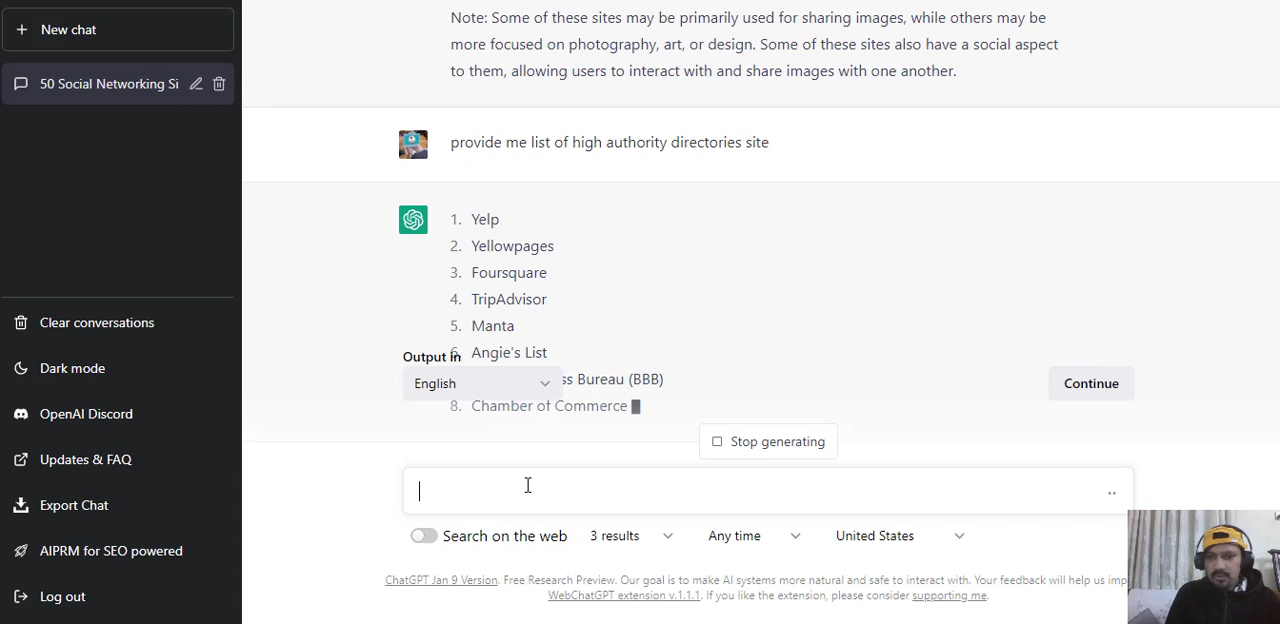 New chat
50 Social Networking Si
Clear conversations
Dark mode
OpenAI Discord
Updates & FAQ
Export Chat
AIPRM for SEO powered
Log out
Note: Some of these sites may be primarily used for sharing images, while others may be
more focused on photography, art, or design. Some of these sites also have a social aspect
to them, allowing users to interact with and share images with one another.
provide me list of high authority directories site
1. Yelp
2. Yellowpages
3. Foursquare
4. TripAdvisor
5. Manta
6. Angie's List
Output in
ss Bureau (BBB)
English
Continue
8. Chamber of Commerce
Stop generating
Search on the web 3 results Any time United States
ChatGPT Jan 9 Version. Free Research Preview. Our goal is to make AI systems more natural and safe to interact with. Your feedback will help us imp
WebChatGPT extension v.1.1.1. If you like the extension, please consider supporting me.